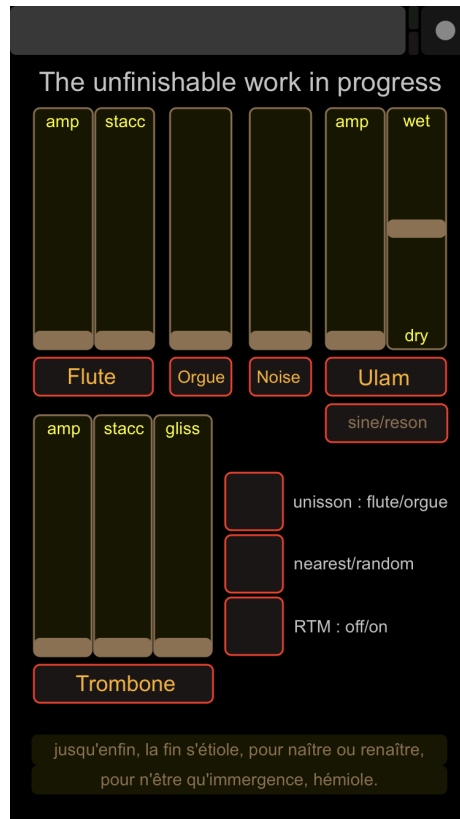 The unfinishable work in progress
amp stacc amp wet
dry
Flute Orgue Noise Ulam
sine/reson
amp stacc gliss
unisson : flute/orgue
nearest/random
RTM : off/on
Trombone
jusqu'enfin, la fin s'étiole, pour naître ou renaître,
pour n'être qu'immergence, hémiole.